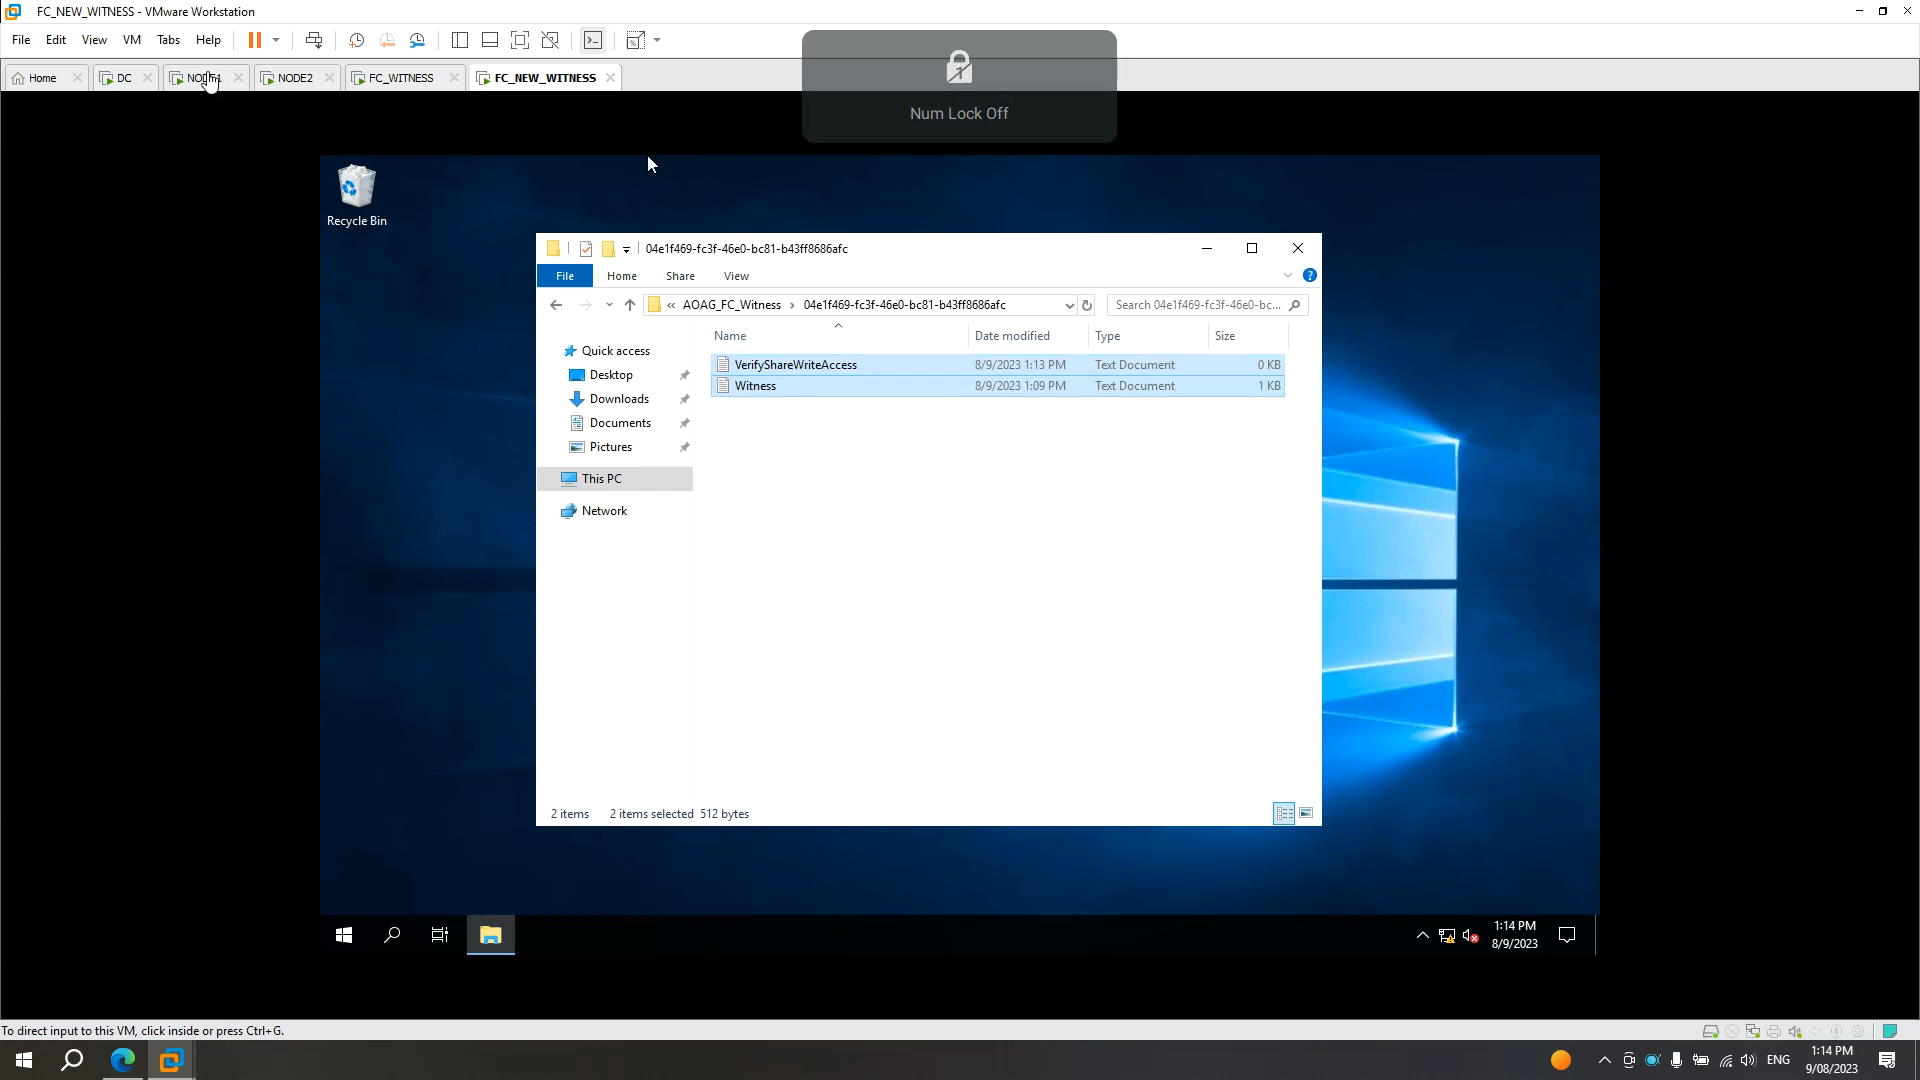 FC_NEW_WITNESS - VMware Workstation
File Edit View VM Tabs Help
Home DC NODE1 NODE2 FC_WITNESS FC_NEW_WITNESS
Num Lock Off
Recycle Bin
04e1f469-fc3f-46e0-bc81-b43ff8686afc
File Home Share View
« AOAG_FC_Witness › 04e1f469-fc3f-46e0-bc81-b43ff8686afc Search 04e1f469-fc3f-46e0-bc...
Name Date modified Type Size
Quick access
Desktop
Downloads
Documents
Pictures
This PC
Network
VerifyShareWriteAccess 8/9/2023 1:13 PM Text Document 0 KB
Witness 8/9/2023 1:09 PM Text Document 1 KB
2 items 2 items selected 512 bytes
1:14 PM
8/9/2023
To direct input to this VM, click inside or press Ctrl+G.
ENG
1:14 PM
9/08/2023